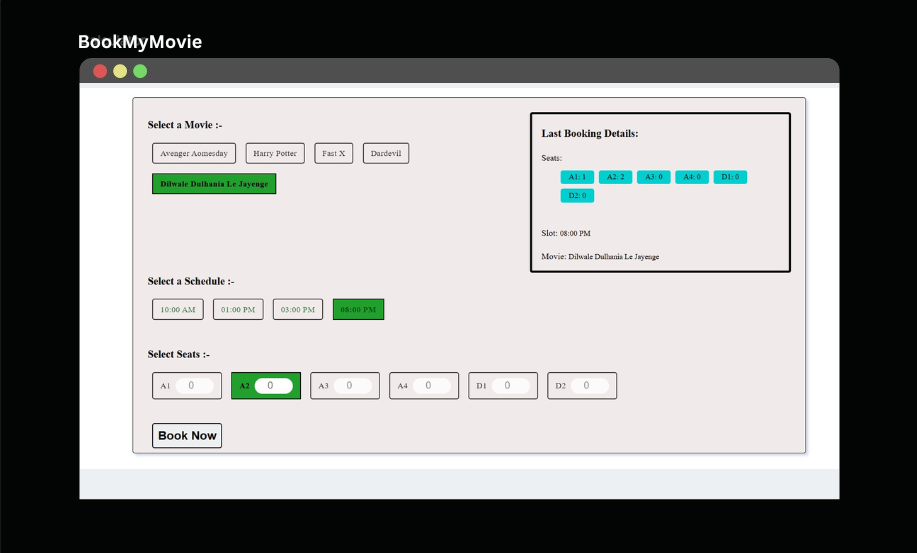 BookMyMovie
Select a Movie :-
Avenger Aomesday Harry Potter Fast X Dardevil
Dilwale Dulhania Le Jayenge
Last Booking Details:
Seats:
A1: 1 A2: 2 A3: 0 A4: 0 D1: 0
D2: 0
Slot: 08:00 PM
Movie: Dilwale Dulhania Le Jayenge
Select a Schedule :-
10:00 AM 01:00 PM 03:00 PM 08:00 PM
Select Seats :-
A1 0 A2 0 A3 0 A4 0 D1 0 D2 0
Book Now